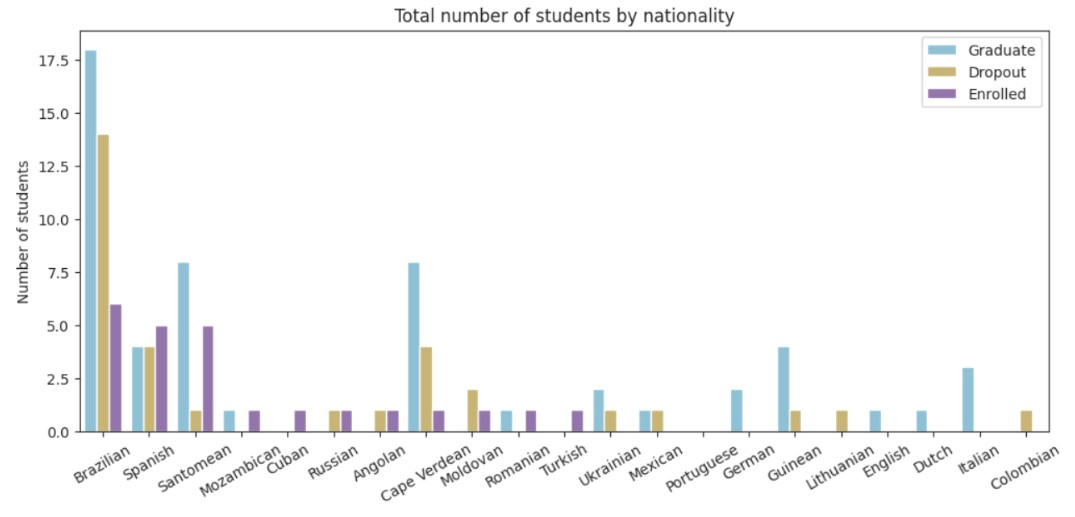 Total number of students by nationality
Graduate
Dropout
Enrolled
Number of students
17.5
15.0
12.5
10.0
7.5
5.0
2.5
0.0
Brazilian
Spanish
Santomean
Mozambican
Cuban
Russian
Angolan
Cape Verdean
Moldovan
Romanian
Turkish
Ukrainian
Mexican
Portuguese
German
Guinean
Lithuanian
English
Dutch
Italian
Colombian